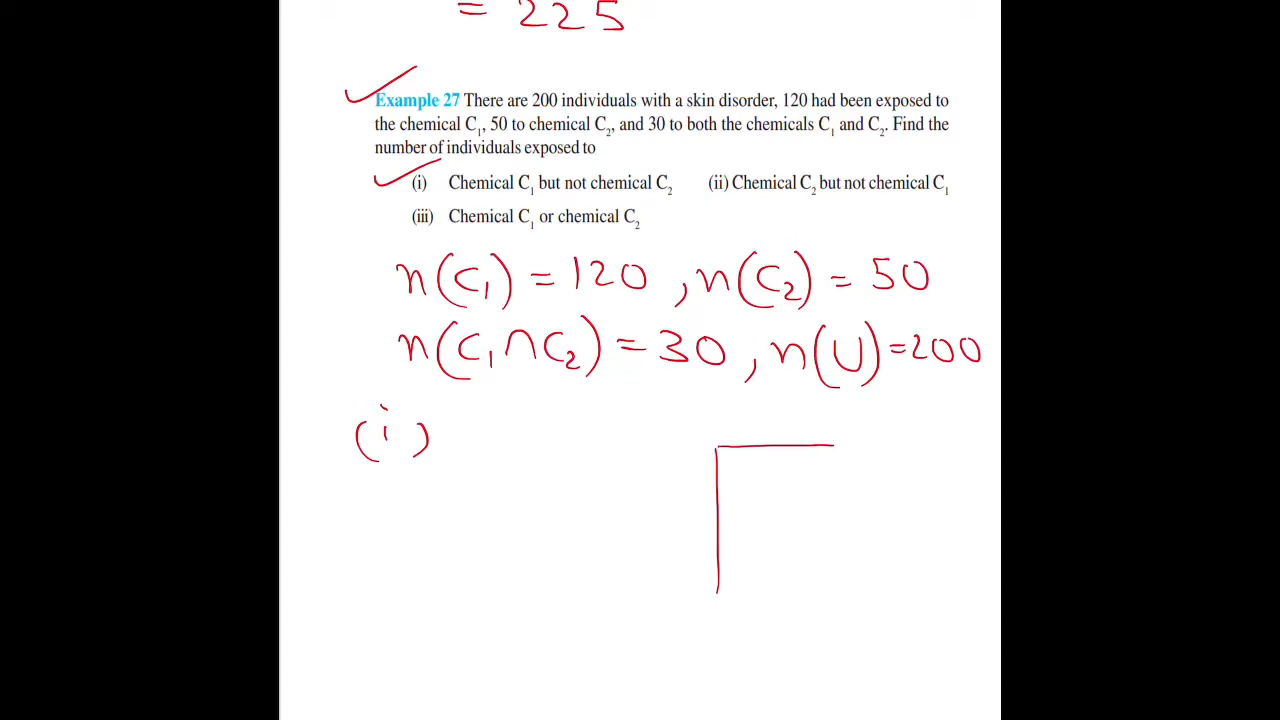 = 225
Example 27 There are 200 individuals with a skin disorder, 120 had been exposed to
the chemical C₁, 50 to chemical C₂, and 30 to both the chemicals C₁ and C₂. Find the
number of individuals exposed to
(i) Chemical C₁ but not chemical C₂ (ii) Chemical C₂ but not chemical C₁
(iii) Chemical C₁ or chemical C₂
n(C₁) = 120, n(C₂) = 50
n(C₁∩C₂) = 30, n(U) = 200
(i)